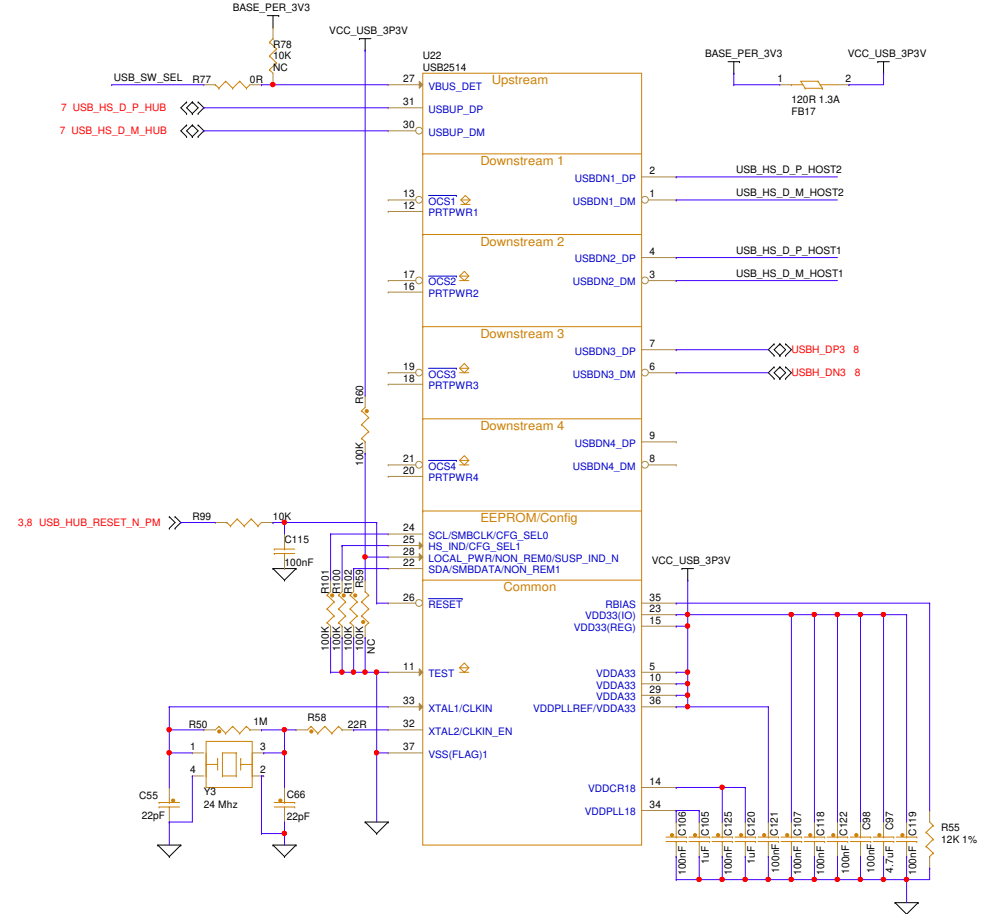 BASE_PER_3V3
VCC_USB_3P3V
R78
10K
NC
U22
USB2514
BASE_PER_3V3
VCC_USB_3P3V
1
2
120R 1.3A
FB17
USB_SW_SEL
R77
0R
27
VBUS_DET
Upstream
7 USB_HS_D_P_HUB
31
USBUP_DP
7 USB_HS_D_M_HUB
30
USBUP_DM
Downstream 1
USBDN1_DP
2
USB_HS_D_P_HOST2
13
OCS1
USBDN1_DM
1
USB_HS_D_M_HOST2
12
PRTPWR1
Downstream 2
USBDN2_DP
4
USB_HS_D_P_HOST1
17
OCS2
USBDN2_DM
3
USB_HS_D_M_HOST1
16
PRTPWR2
Downstream 3
USBDN3_DP
7
USBH_DP3 8
19
OCS3
USBDN3_DM
6
USBH_DN3 8
18
PRTPWR3
R60
100K
Downstream 4
USBDN4_DP
9
21
OCS4
USBDN4_DM
8
20
PRTPWR4
EEPROM/Config
3,8 USB_HUB_RESET_N_PM
R99
10K
C115
100nF
24
SCL/SMBCLK/CFG_SEL0
25
HS_IND/CFG_SEL1
28
LOCAL_PWR/NON_REM0/SUSP_IND_N
22
SDA/SMBDATA/NON_REM1
R101
100K
R100
100K
R102
100K
R59
100K
NC
Common
VCC_USB_3P3V
26
RESET
RBIAS
35
VDD33(IO)
23
VDD33(REG)
15
11
TEST
VDDA33
5
VDDA33
10
VDDA33
29
VDDPLLREF/VDDA33
36
33
XTAL1/CLKIN
R50
1M
R58
22R
32
XTAL2/CLKIN_EN
37
VSS(FLAG)1
1
3
4
2
Y3
24 Mhz
C55
22pF
C66
22pF
VDDCR18
14
VDDPLL18
34
C106
100nF
C105
1uF
C125
100nF
C120
1uF
C121
100nF
C107
100nF
C118
100nF
C122
100nF
C98
100nF
C97
4.7uF
C119
100nF
R55
12K 1%